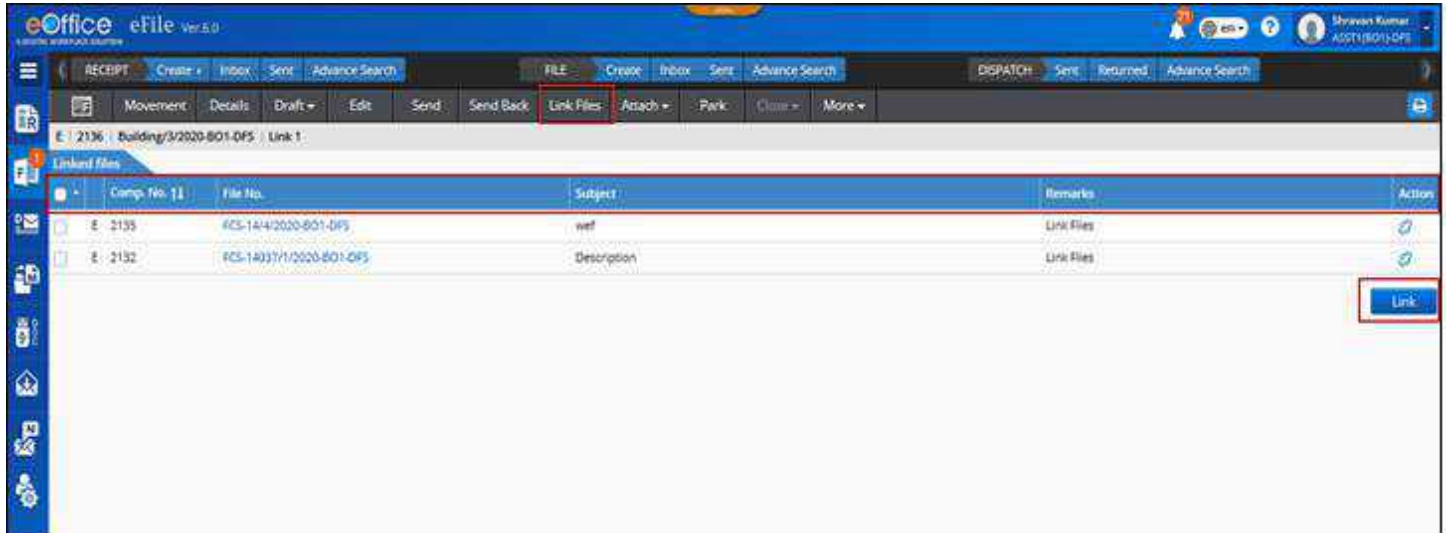 eOffice eFile Ver.6.0
21 en ? Shravan Kumar
ASST1(BO1)-DFS
RECEIPT Create Inbox Sent Advance Search FILE Create Inbox Sent Advance Search DISPATCH Sent Returned Advance Search
Movement Details Draft Edit Send Send Back Link Files Attach Park Close More
E 2136 Building/3/2020-BO1-DFS Link 1
Linked files
Comp. No. File No. Subject Remarks Action
E 2135 FCS-14/4/2020-BO1-DFS wef Link Files
E 2132 FCS-14037/1/2020-BO1-DFS Description Link Files
Link